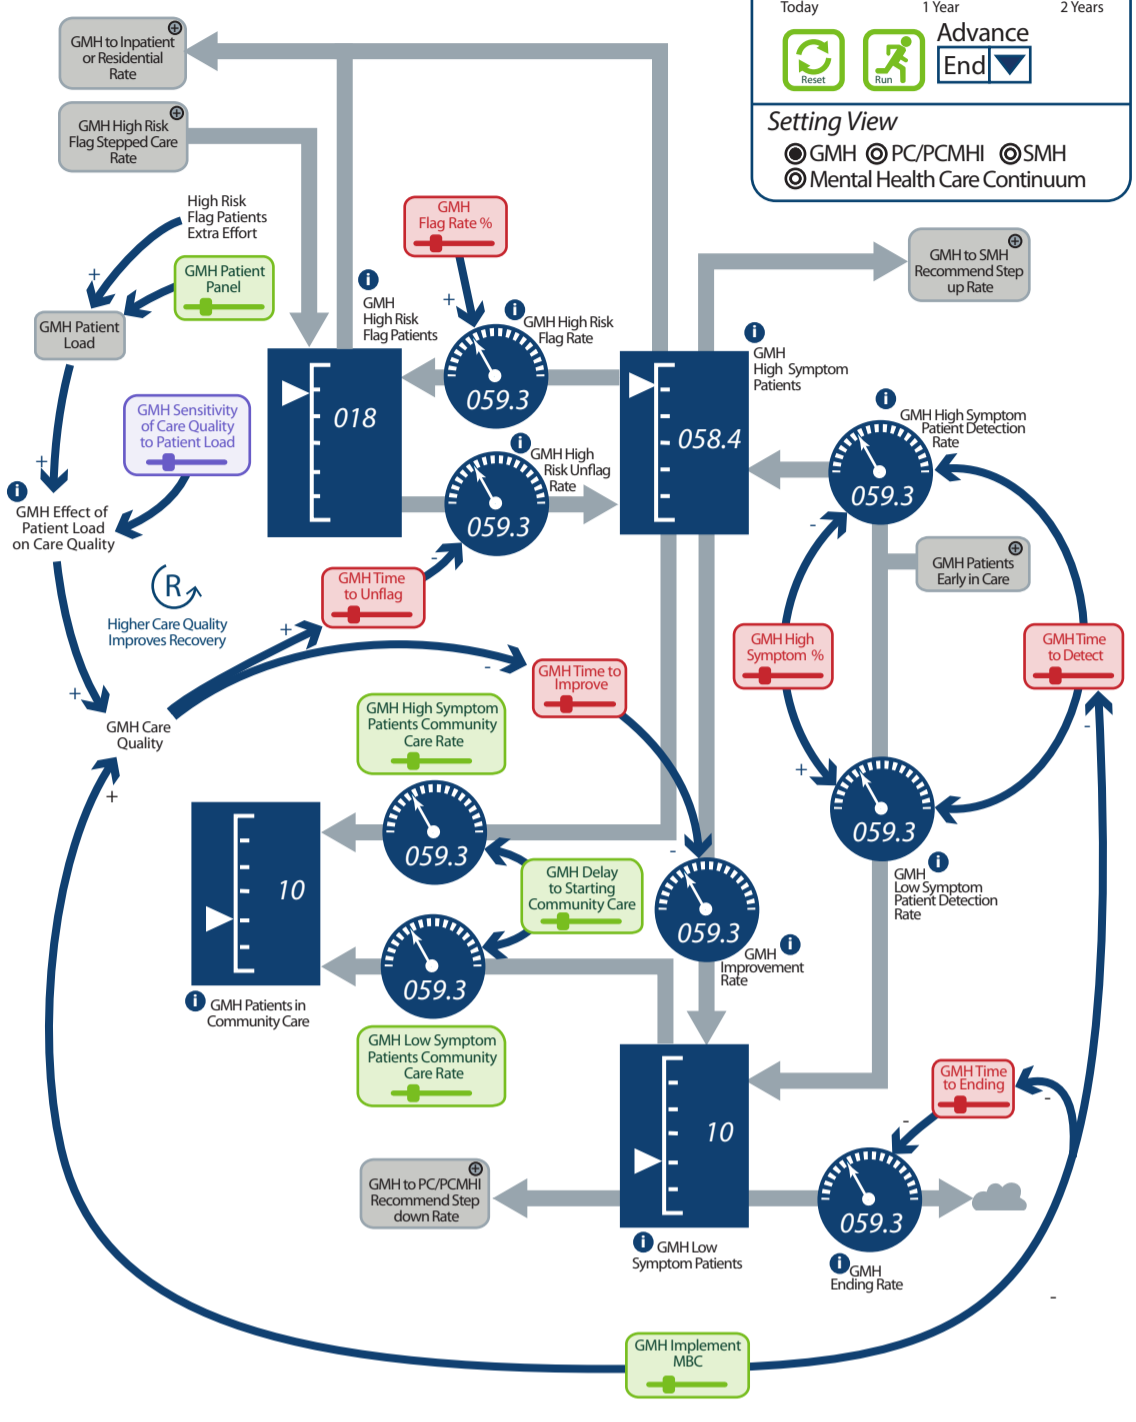 Today
1 Year
2 Years
Advance
Reset
Run
End
Setting View
GMH
PC/PCMHI
SMH
Mental Health Care Continuum
GMH to Inpatient
or Residential
Rate
GMH High Risk
Flag Stepped Care
Rate
High Risk
Flag Patients
Extra Effort
+
GMH Patient
Panel
GMH Patient
Load
GMH
Flag Rate %
+
i
GMH
High Risk
Flag Patients
i
GMH High Risk
Flag Rate
059.3
018
i
GMH High
Risk Unflag
Rate
059.3
-
GMH to SMH
Recommend Step
up Rate
i
GMH
High Symptom
Patients
058.4
i
GMH High Symptom
Patient Detection
Rate
059.3
-
GMH Patients
Early in Care
GMH Sensitivity
of Care Quality
to Patient Load
+
i
GMH Effect of
Patient Load
on Care Quality
R
Higher Care Quality
Improves Recovery
GMH Time
to Unflag
+
-
GMH Time to
Improve
GMH High
Symptom %
GMH Time
to Detect
-
+
GMH Care
Quality
+
GMH High Symptom
Patients Community
Care Rate
059.3
+
059.3
i
GMH
Low Symptom
Patient Detection
Rate
10
GMH Delay
to Starting
Community Care
-
059.3
i
GMH
Improvement
Rate
059.3
i
GMH Patients in
Community Care
GMH Low Symptom
Patients Community
Care Rate
10
GMH Time
to Ending
-
-
GMH to PC/PCMHI
Recommend Step
down Rate
059.3
i
GMH Low
Symptom Patients
i
GMH
Ending Rate
-
GMH Implement
MBC